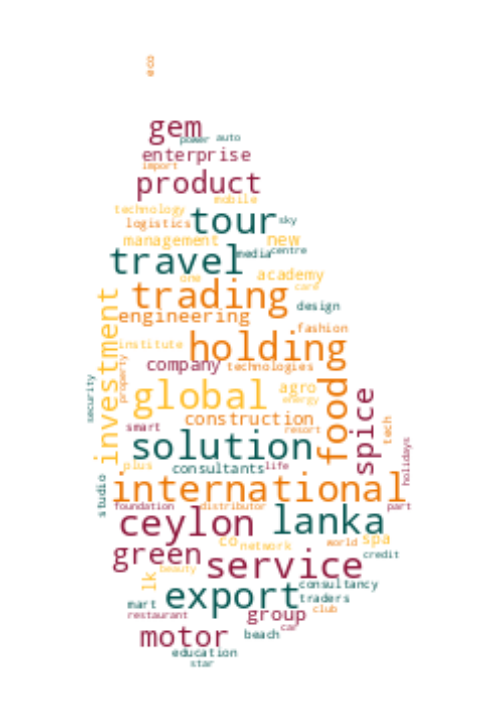 eco
gem
power auto
enterprise
import
product
mobile
technology
tour sky
logistics
management new
media centre
travel
academy
one care
trading
design
engineering
fashion
investment
institute holding
company technologies
property
security
global agro
energy
food
spice
construction
smart resort
tech
solution
holidays
plus consultants life
studio
international
foundation distributor part
ceylon lanka
co network world spa
green credit
service
beauty
lk
consultancy
export traders
mart club
restaurant group
car
motor beach
education
star